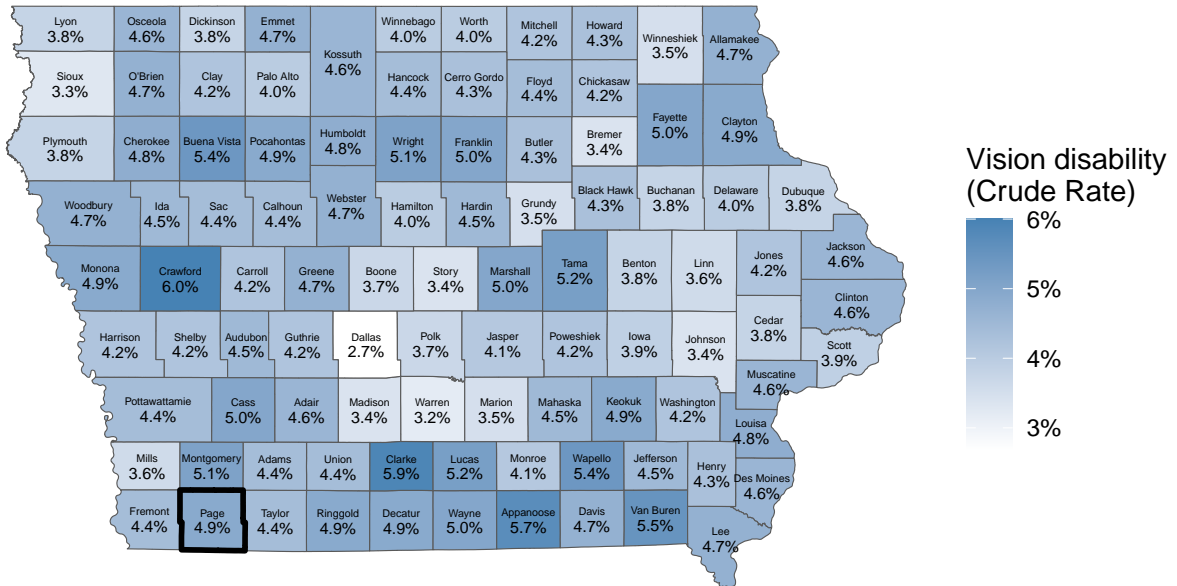 Lyon
3.8%
Osceola
4.6%
Dickinson
3.8%
Emmet
4.7%
Kossuth
4.6%
Winnebago
4.0%
Worth
4.0%
Mitchell
4.2%
Howard
4.3%
Winneshiek
3.5%
Allamakee
4.7%
Sioux
3.3%
O'Brien
4.7%
Clay
4.2%
Palo Alto
4.0%
Hancock
4.4%
Cerro Gordo
4.3%
Floyd
4.4%
Chickasaw
4.2%
Fayette
5.0%
Clayton
4.9%
Plymouth
3.8%
Cherokee
4.8%
Buena Vista
5.4%
Pocahontas
4.9%
Humboldt
4.8%
Wright
5.1%
Franklin
5.0%
Butler
4.3%
Bremer
3.4%
Woodbury
4.7%
Ida
4.5%
Sac
4.4%
Calhoun
4.4%
Webster
4.7%
Hamilton
4.0%
Hardin
4.5%
Grundy
3.5%
Black Hawk
4.3%
Buchanan
3.8%
Delaware
4.0%
Dubuque
3.8%
Monona
4.9%
Crawford
6.0%
Carroll
4.2%
Greene
4.7%
Boone
3.7%
Story
3.4%
Marshall
5.0%
Tama
5.2%
Benton
3.8%
Linn
3.6%
Jones
4.2%
Jackson
4.6%
Clinton
4.6%
Harrison
4.2%
Shelby
4.2%
Audubon
4.5%
Guthrie
4.2%
Dallas
2.7%
Polk
3.7%
Jasper
4.1%
Poweshiek
4.2%
Iowa
3.9%
Johnson
3.4%
Cedar
3.8%
Scott
3.9%
Muscatine
4.6%
Pottawattamie
4.4%
Cass
5.0%
Adair
4.6%
Madison
3.4%
Warren
3.2%
Marion
3.5%
Mahaska
4.5%
Keokuk
4.9%
Washington
4.2%
Louisa
4.8%
Mills
3.6%
Montgomery
5.1%
Adams
4.4%
Union
4.4%
Clarke
5.9%
Lucas
5.2%
Monroe
4.1%
Wapello
5.4%
Jefferson
4.5%
Henry
4.3%
Des Moines
4.6%
Fremont
4.4%
Page
4.9%
Taylor
4.4%
Ringgold
4.9%
Decatur
4.9%
Wayne
5.0%
Appanoose
5.7%
Davis
4.7%
Van Buren
5.5%
Lee
4.7%
Vision disability
(Crude Rate)
6%
5%
4%
3%